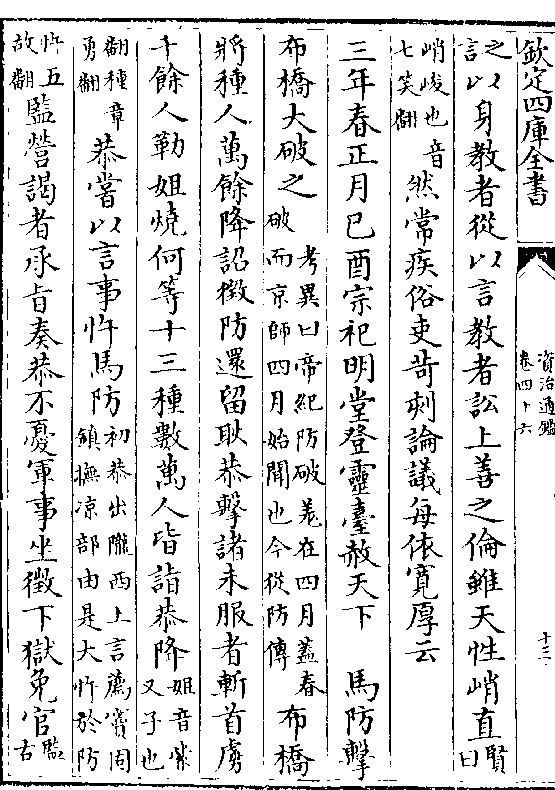 欽定四庫全書
資治通鑑
卷四十六
十三
之言以身教者從以言教者訟上善之倫雖天性峭直賢曰
峭峻也音七笑翻然常疾俗吏苛刻論議每依寬厚云
三年春正月己酉宗祀明堂登靈臺赦天下　馬防擊
布橋大破之考異曰帝紀防破羌在四月蓋春破而京師四月始聞也今從防傳布橋
將種人萬餘降詔徵防還留耿恭擊諸未服者斬首虜
千餘人勒姐燒何等十三種數萬人皆詣恭降姐音紫又子也
翻種章勇翻恭嘗以言事忤馬防初恭出隴西上言薦竇固鎮撫凉部由是大忤於防
忤五故翻監營謁者承旨奏恭不憂軍事坐徵下獄免官監古